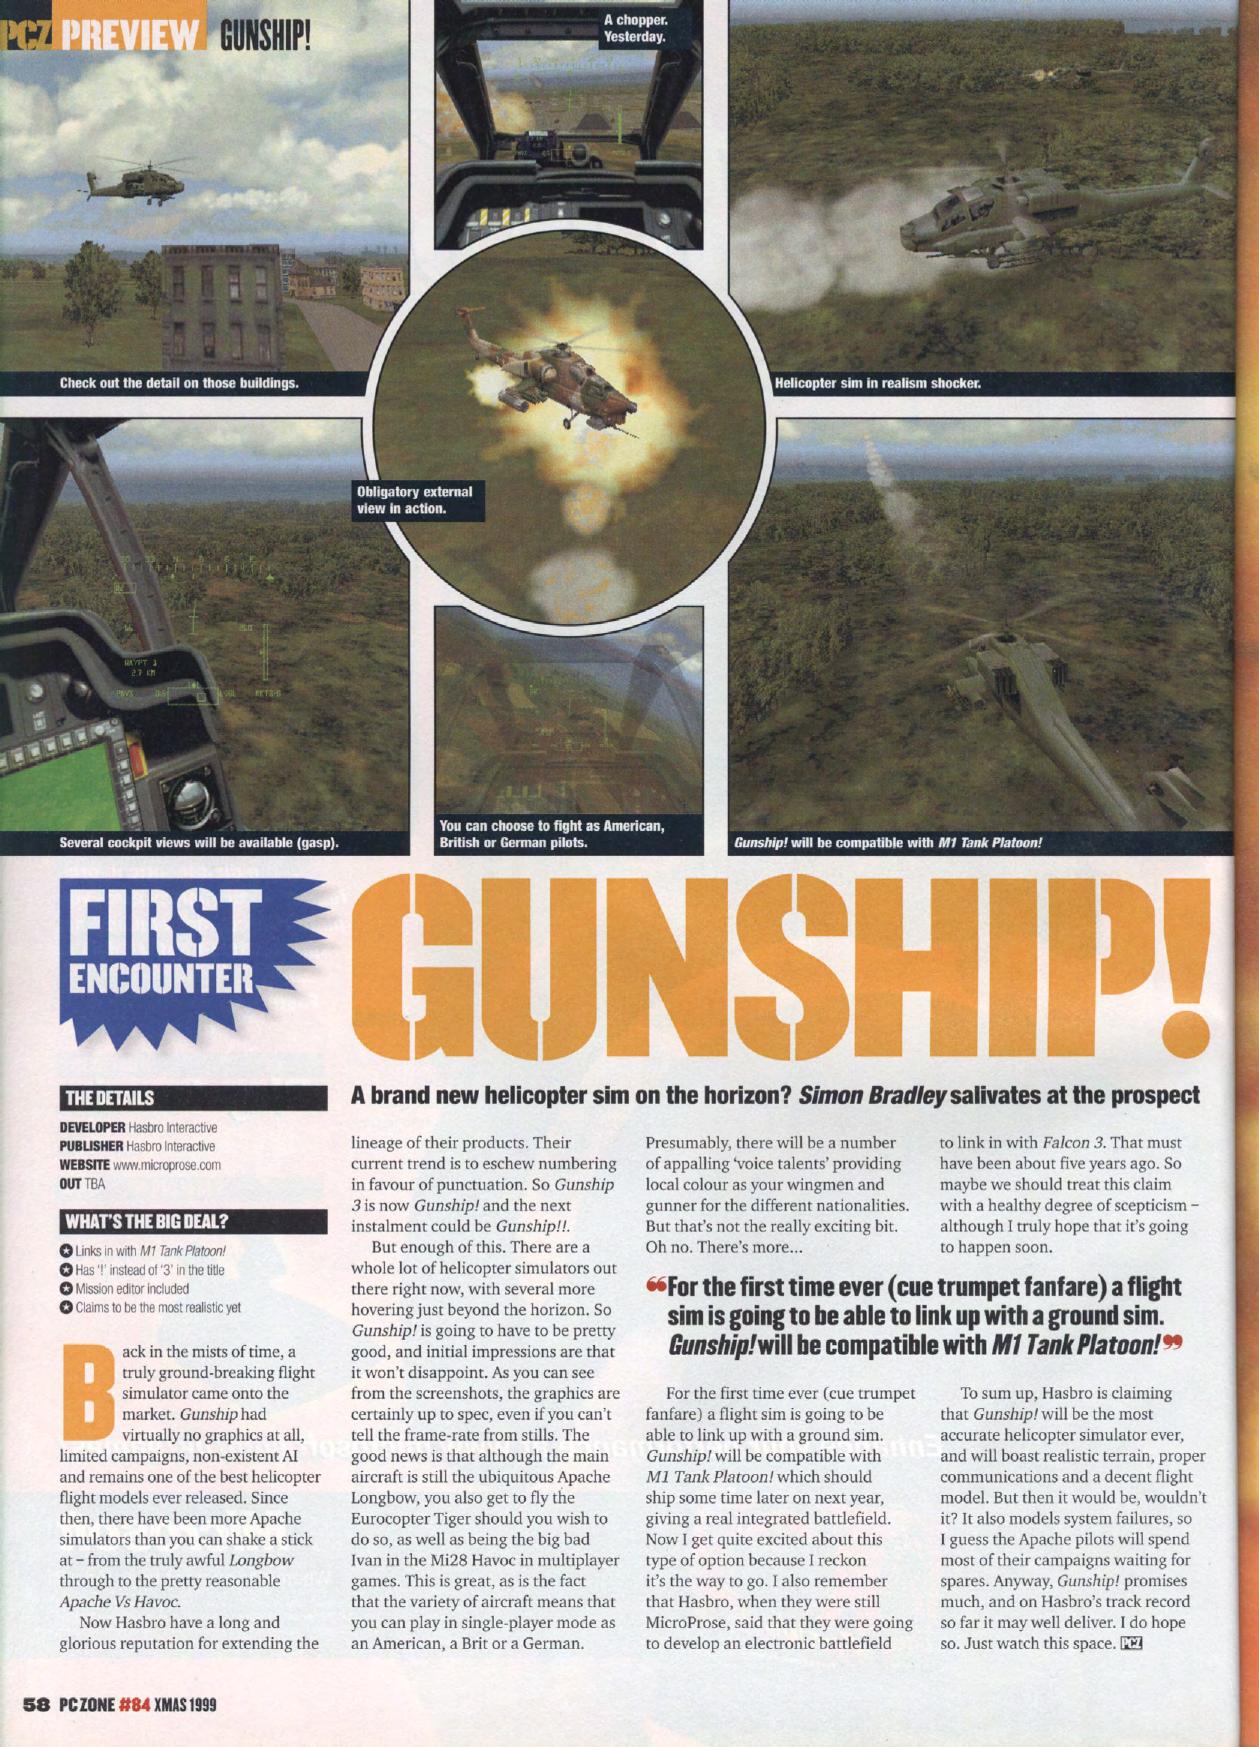 PCZ PREVIEW GUNSHIP!
A chopper.
Yesterday.
Check out the detail on those buildings.
Helicopter sim in realism shocker.
Obligatory external
view in action.
WAYPT 1
2.7 KM
Several cockpit views will be available (gasp).
You can choose to fight as American,
British or German pilots.
Gunship! will be compatible with M1 Tank Platoon!
FIRST
ENCOUNTER
GUNSHIP!
A brand new helicopter sim on the horizon? Simon Bradley salivates at the prospect
THE DETAILS
DEVELOPER Hasbro Interactive
PUBLISHER Hasbro Interactive
WEBSITE www.microprose.com
OUT TBA
WHAT'S THE BIG DEAL?
Links in with M1 Tank Platoon!
Has '!' instead of '3' in the title
Mission editor included
Claims to be the most realistic yet
Back in the mists of time, a
truly ground-breaking flight
simulator came onto the
market. Gunship had
virtually no graphics at all,
limited campaigns, non-existent AI
and remains one of the best helicopter
flight models ever released. Since
then, there have been more Apache
simulators than you can shake a stick
at – from the truly awful Longbow
through to the pretty reasonable
Apache Vs Havoc.
Now Hasbro have a long and
glorious reputation for extending the
lineage of their products. Their
current trend is to eschew numbering
in favour of punctuation. So Gunship
3 is now Gunship! and the next
instalment could be Gunship!!.
But enough of this. There are a
whole lot of helicopter simulators out
there right now, with several more
hovering just beyond the horizon. So
Gunship! is going to have to be pretty
good, and initial impressions are that
it won't disappoint. As you can see
from the screenshots, the graphics are
certainly up to spec, even if you can't
tell the frame-rate from stills. The
good news is that although the main
aircraft is still the ubiquitous Apache
Longbow, you also get to fly the
Eurocopter Tiger should you wish to
do so, as well as being the big bad
Ivan in the Mi28 Havoc in multiplayer
games. This is great, as is the fact
that the variety of aircraft means that
you can play in single-player mode as
an American, a Brit or a German.
Presumably, there will be a number
of appalling 'voice talents' providing
local colour as your wingmen and
gunner for the different nationalities.
But that's not the really exciting bit.
Oh no. There's more...
“For the first time ever (cue trumpet fanfare) a flight
sim is going to be able to link up with a ground sim.
Gunship! will be compatible with M1 Tank Platoon!”
For the first time ever (cue trumpet
fanfare) a flight sim is going to be
able to link up with a ground sim.
Gunship! will be compatible with
M1 Tank Platoon! which should
ship some time later on next year,
giving a real integrated battlefield.
Now I get quite excited about this
type of option because I reckon
it's the way to go. I also remember
that Hasbro, when they were still
MicroProse, said that they were going
to develop an electronic battlefield
to link in with Falcon 3. That must
have been about five years ago. So
maybe we should treat this claim
with a healthy degree of scepticism –
although I truly hope that it's going
to happen soon.
To sum up, Hasbro is claiming
that Gunship! will be the most
accurate helicopter simulator ever,
and will boast realistic terrain, proper
communications and a decent flight
model. But then it would be, wouldn't
it? It also models system failures, so
I guess the Apache pilots will spend
most of their campaigns waiting for
spares. Anyway, Gunship! promises
much, and on Hasbro's track record
so far it may well deliver. I do hope
so. Just watch this space. PCZ
58 PCZONE #84 XMAS 1999